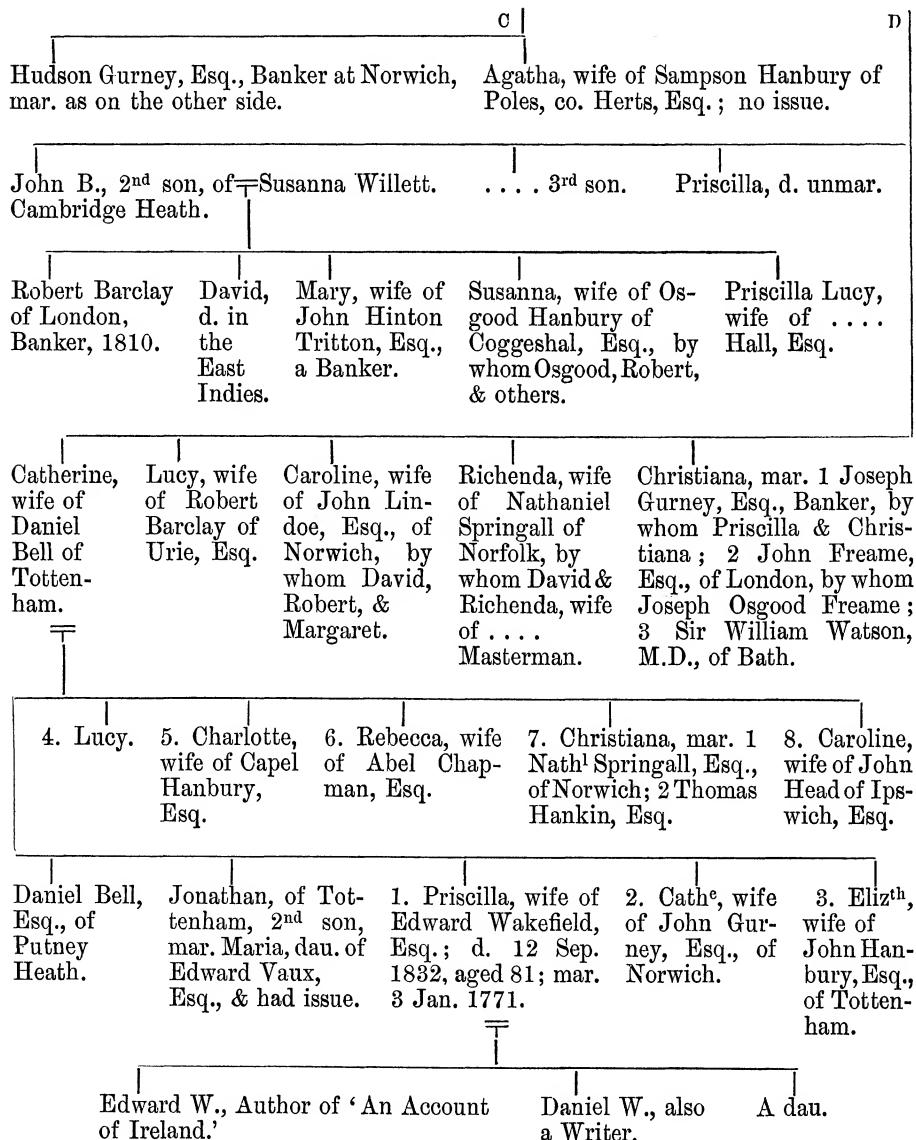 C D
Hudson Gurney, Esq., Banker at Norwich,
mar. as on the other side.
Agatha, wife of Sampson Hanbury of
Poles, co. Herts, Esq.; no issue.
John B., 2nd son, of
Cambridge Heath.
Susanna Willett.
.... 3rd son.
Priscilla, d. unmar.
Robert Barclay
of London,
Banker, 1810.
David,
d. in
the
East
Indies.
Mary, wife of
John Hinton
Tritton, Esq.,
a Banker.
Susanna, wife of Os-
good Hanbury of
Coggeshal, Esq., by
whom Osgood, Robert,
& others.
Priscilla Lucy,
wife of ....
Hall, Esq.
Catherine,
wife of
Daniel
Bell of
Totten-
ham.
Lucy, wife
of Robert
Barclay of
Urie, Esq.
Caroline, wife
of John Lin-
doe, Esq., of
Norwich, by
whom David,
Robert, &
Margaret.
Richenda, wife
of Nathaniel
Springall of
Norfolk, by
whom David &
Richenda, wife
of ....
Masterman.
Christiana, mar. 1 Joseph
Gurney, Esq., Banker, by
whom Priscilla & Chris-
tiana; 2 John Freame,
Esq., of London, by whom
Joseph Osgood Freame;
3 Sir William Watson,
M.D., of Bath.
4. Lucy.
5. Charlotte,
wife of Capel
Hanbury,
Esq.
6. Rebecca, wife
of Abel Chap-
man, Esq.
7. Christiana, mar. 1
Nathl Springall, Esq.,
of Norwich; 2 Thomas
Hankin, Esq.
8. Caroline,
wife of John
Head of Ips-
wich, Esq.
Daniel Bell,
Esq., of
Putney
Heath.
Jonathan, of Tot-
tenham, 2nd son,
mar. Maria, dau. of
Edward Vaux,
Esq., & had issue.
1. Priscilla, wife of
Edward Wakefield,
Esq.; d. 12 Sep.
1832, aged 81; mar.
3 Jan. 1771.
2. Cathe, wife
of John Gur-
ney, Esq., of
Norwich.
3. Elizth,
wife of
John Han-
bury, Esq.,
of Totten-
ham.
Edward W., Author of ‘An Account
of Ireland.’
Daniel W., also
a Writer.
A dau.